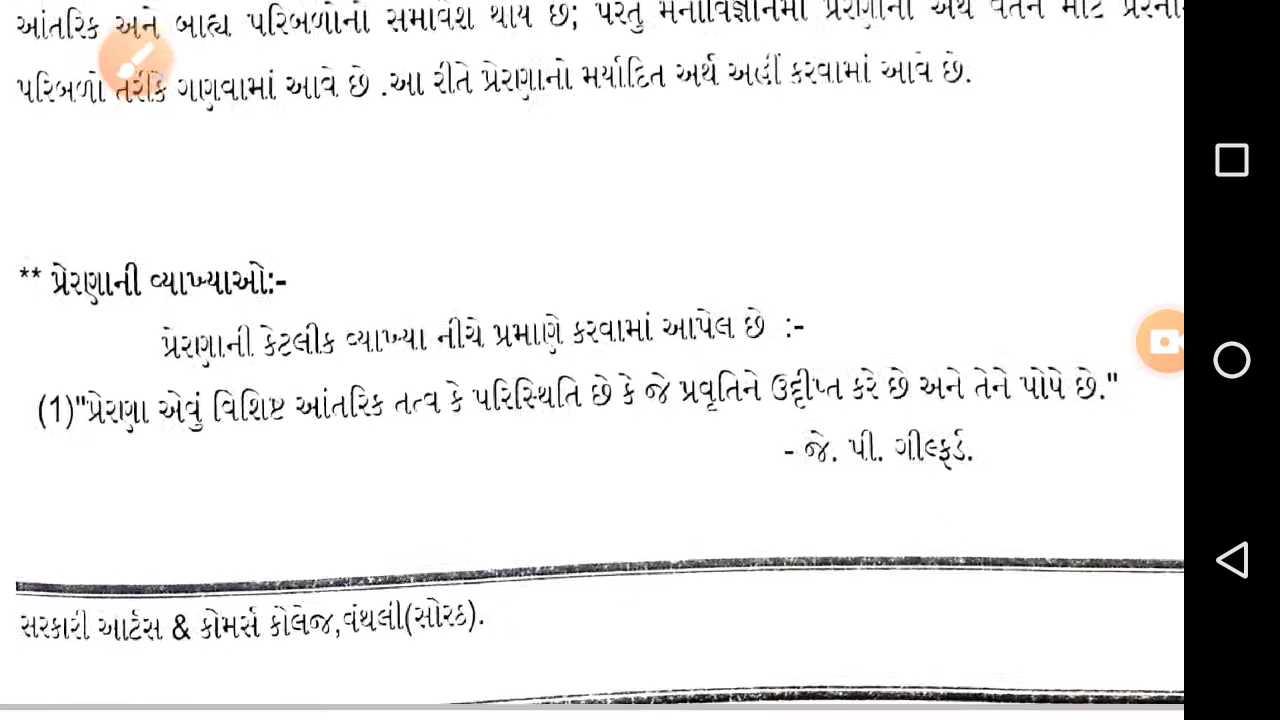 આંતરિક અને બાહ્ય પરિબળોનો સમાવેશ થાય છે; પરંતુ મનોવિજ્ઞાનમાં પ્રેરણાનો અર્થ વર્તન માટે
પરિબળો તરીકે ગણવામાં આવે છે .આ રીતે પ્રેરણાનો મર્યાદિત અર્થ અહીં કરવામાં આવે છે.
** પ્રેરણાની વ્યાખ્યાઓ:-
પ્રેરણાની કેટલીક વ્યાખ્યા નીચે પ્રમાણે કરવામાં આપેલ છે :-
(1)"પ્રેરણા એવું વિશિષ્ટ આંતરિક તત્વ કે પરિસ્થિતિ છે કે જે પ્રવૃતિને ઉદ્દીપ્ત કરે છે અને તેને પોષે છે."
- જે. પી. ગીલ્ફર્ડ.
સરકારી આર્ટસ & કોમર્સ કોલેજ,વંથલી(સોરઠ).